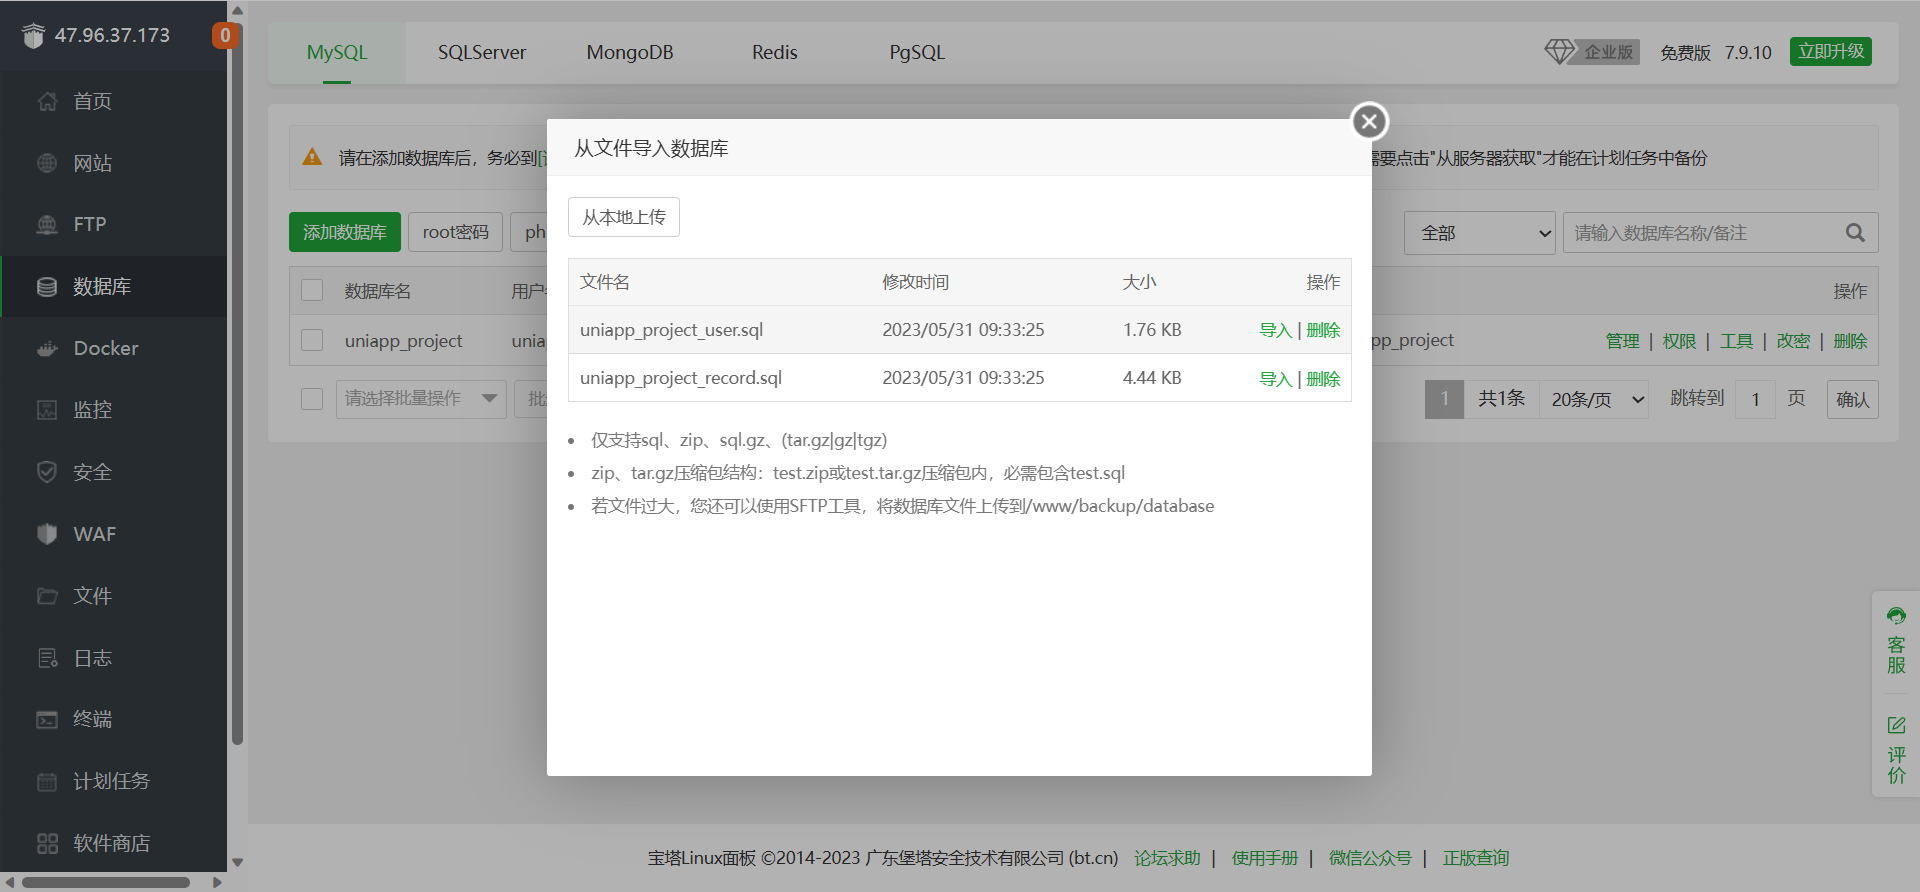 47.96.37.173
0
首页
网站
FTP
数据库
Docker
监控
安全
WAF
文件
日志
终端
计划任务
软件商店
MySQL SQLServer MongoDB Redis PgSQL
企业版 免费版 7.9.10 立即升级
请在添加数据库后，务必到[
需要点击"从服务器获取"才能在计划任务中备份
添加数据库 root密码 ph
全部 请输入数据库名称/备注
数据库名 用户 操作
uniapp_project unia pp_project 管理 | 权限 | 工具 | 改密 | 删除
请选择批量操作 批
1 共1条 20条/页 跳转到 1 页 确认
从文件导入数据库
从本地上传
文件名 修改时间 大小 操作
uniapp_project_user.sql 2023/05/31 09:33:25 1.76 KB 导入 | 删除
uniapp_project_record.sql 2023/05/31 09:33:25 4.44 KB 导入 | 删除
仅支持sql、zip、sql.gz、(tar.gz|gz|tgz)
zip、tar.gz压缩包结构：test.zip或test.tar.gz压缩包内，必需包含test.sql
若文件过大，您还可以使用SFTP工具，将数据库文件上传到/www/backup/database
客服
评价
宝塔Linux面板 ©2014-2023 广东堡塔安全技术有限公司 (bt.cn) 论坛求助 | 使用手册 | 微信公众号 | 正版查询